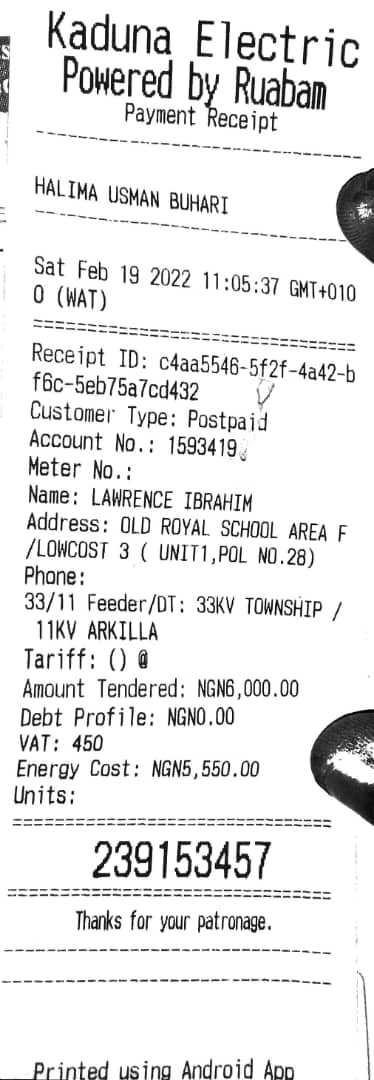 Kaduna Electric
Powered by Ruabam
Payment Receipt
HALIMA USMAN BUHARI
Sat Feb 19 2022 11:05:37 GMT+010
0 (WAT)
Receipt ID: c4aa5546-5f2f-4a42-b
f6c-5eb75a7cd432
Customer Type: Postpaid
Account No.: 1593419
Meter No.:
Name: LAWRENCE IBRAHIM
Address: OLD ROYAL SCHOOL AREA F
/LOWCOST 3 ( UNIT1,POL NO.28)
Phone:
33/11 Feeder/DT: 33KV TOWNSHIP /
11KV ARKILLA
Tariff: () @
Amount Tendered: NGN6,000.00
Debt Profile: NGN0.00
VAT: 450
Energy Cost: NGN5,550.00
Units:
239153457
Thanks for your patronage.
Printed using Android App